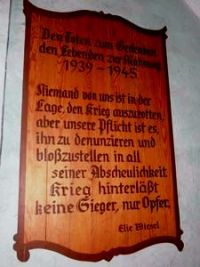 Den Toten zum Gedenken
den Lebenden zur Mahnung
1939 - 1945
Niemand von uns ist in der
Lage, den Krieg auszurotten,
aber unsere Pflicht ist es,
ihn zu denunzieren und
bloßzustellen in all
seiner Abscheulichkeit.
Krieg hinterläßt
keine Sieger, nur Opfer.
Elie Wiesel